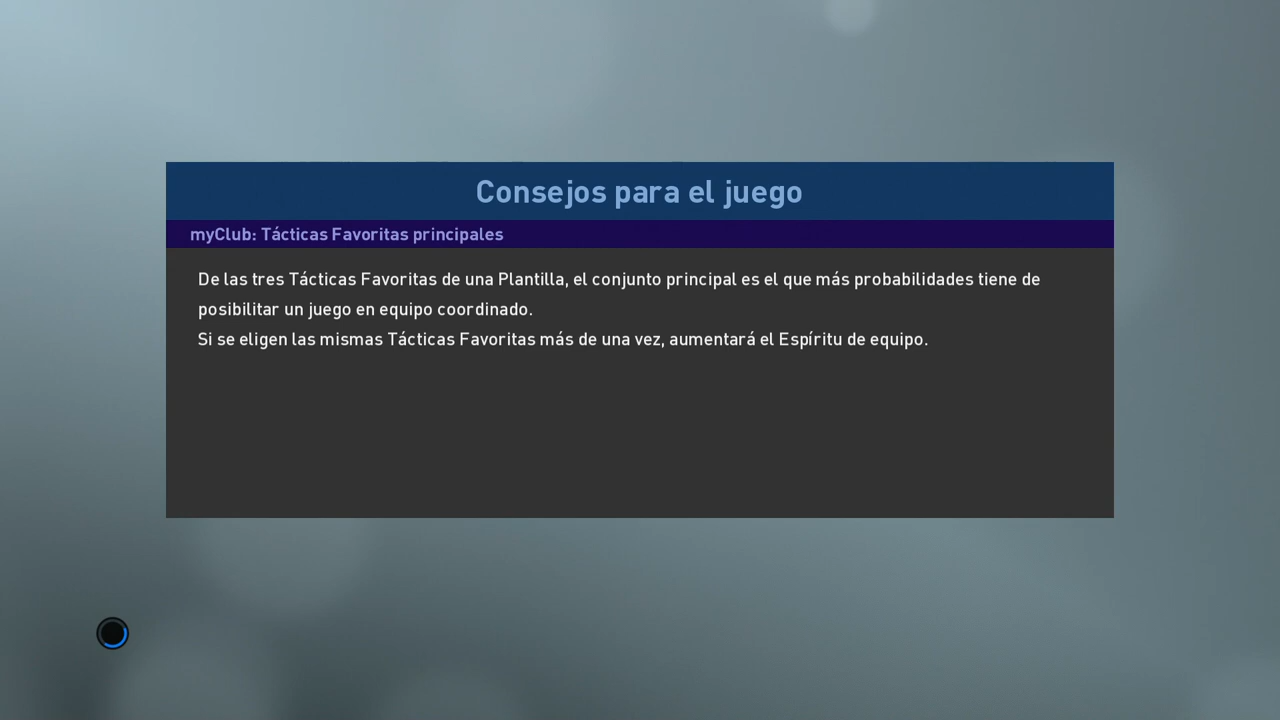 Consejos para el juego
myClub: Tácticas Favoritas principales
De las tres Tácticas Favoritas de una Plantilla, el conjunto principal es el que más probabilidades tiene de
posibilitar un juego en equipo coordinado.
Si se eligen las mismas Tácticas Favoritas más de una vez, aumentará el Espíritu de equipo.